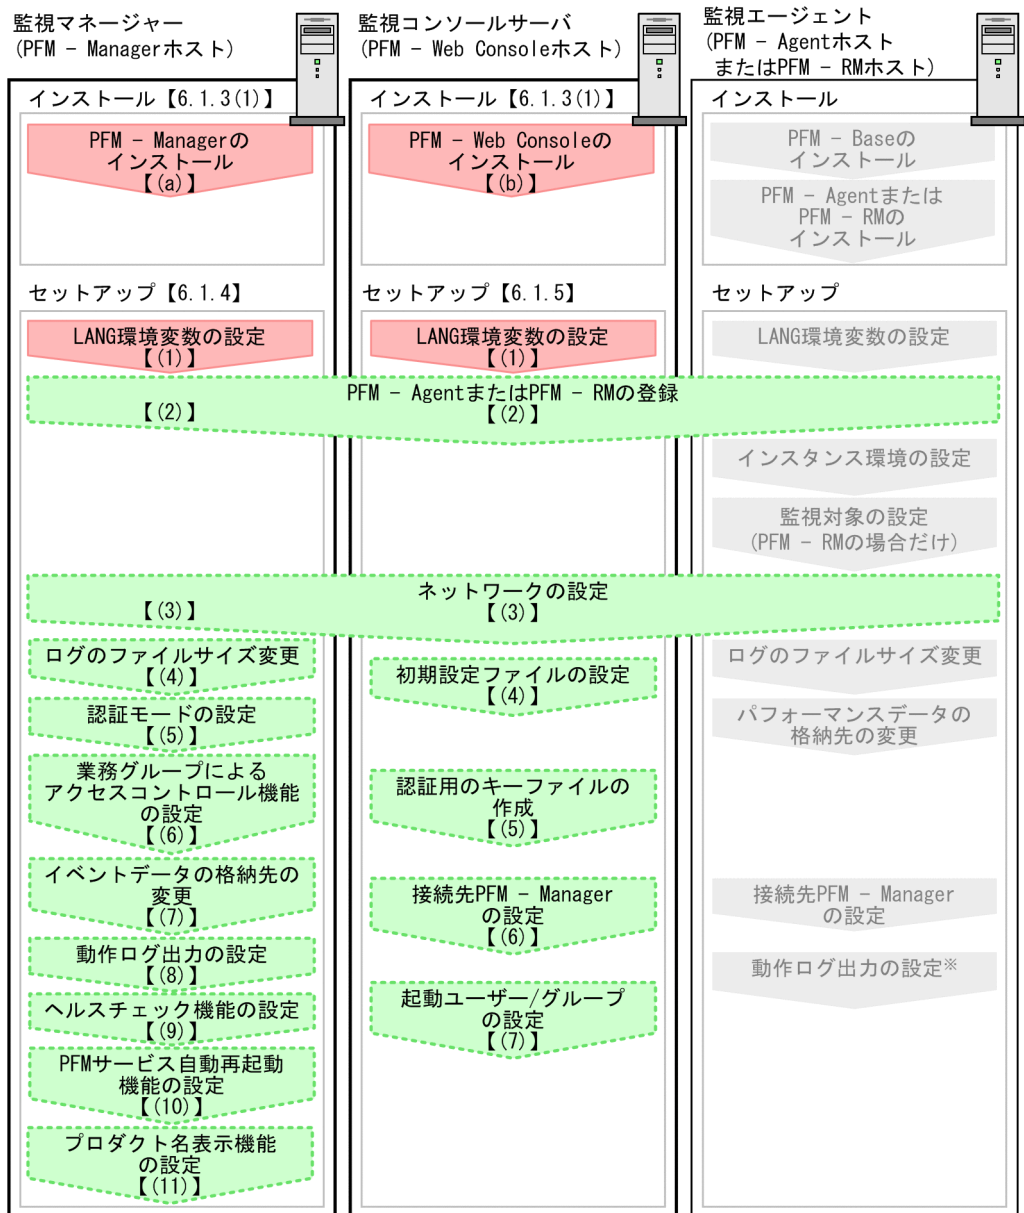 監視マネージャー
(PFM - Managerホスト)
インストール【6.1.3(1)】
PFM - Managerの
インストール
【(a)】
セットアップ【6.1.4】
LANG環境変数の設定
【(1)】
監視コンソールサーバ
(PFM - Web Consoleホスト)
インストール【6.1.3(1)】
PFM - Web Consoleの
インストール
【(b)】
セットアップ【6.1.5】
LANG環境変数の設定
【(1)】
監視エージェント
(PFM - Agentホスト
またはPFM - RMホスト)
インストール
PFM - Baseの
インストール
PFM - Agentまたは
PFM - RMの
インストール
セットアップ
LANG環境変数の設定
PFM - AgentまたはPFM - RMの登録
【(2)】
【(2)】
インスタンス環境の設定
監視対象の設定
(PFM - RMの場合だけ)
ネットワークの設定
【(3)】
【(3)】
ログのファイルサイズ変更
【(4)】
認証モードの設定
【(5)】
業務グループによる
アクセスコントロール機能
の設定
【(6)】
イベントデータの格納先の
変更
【(7)】
動作ログ出力の設定
【(8)】
ヘルスチェック機能の設定
【(9)】
PFMサービス自動再起動
機能の設定
【(10)】
プロダクト名表示機能
の設定
【(11)】
初期設定ファイルの設定
【(4)】
認証用のキーファイルの
作成
【(5)】
接続先PFM - Manager
の設定
【(6)】
起動ユーザー/グループ
の設定
【(7)】
ログのファイルサイズ変更
パフォーマンスデータの
格納先の変更
接続先PFM - Manager
の設定
動作ログ出力の設定※